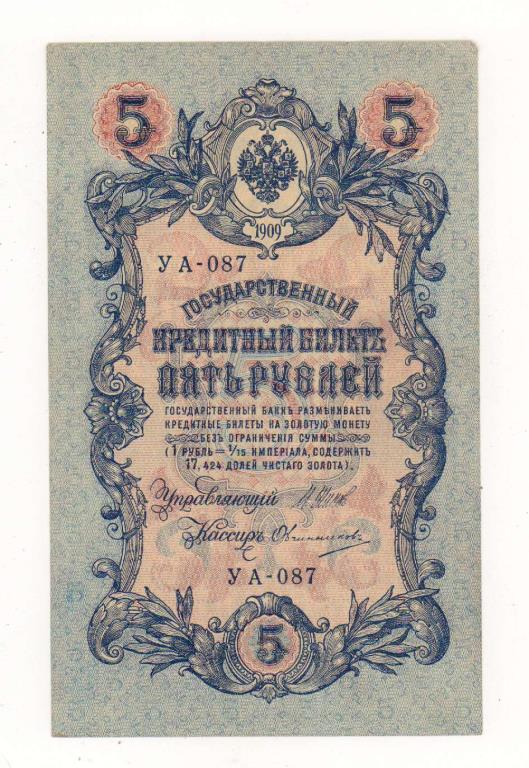 5 5
1909
УА-087
ГОСУДАРСТВЕННЫЙ
КРЕДИТНЫЙ БИЛЕТЪ
ПЯТЬ РУБЛЕЙ
ГОСУДАРСТВЕННЫЙ БАНКЪ РАЗМѢНИВАЕТЪ
КРЕДИТНЫЕ БИЛЕТЫ НА ЗОЛОТУЮ МОНЕТУ
БЕЗЪ ОГРАНИЧЕНІЯ СУММЫ
(1 РУБЛЬ = 1/15 ИМПЕРІАЛА, СОДЕРЖИТЪ
17,424 ДОЛЕЙ ЧИСТАГО ЗОЛОТА).
Управляющій
Кассиръ Овчинниковъ
УА-087
5